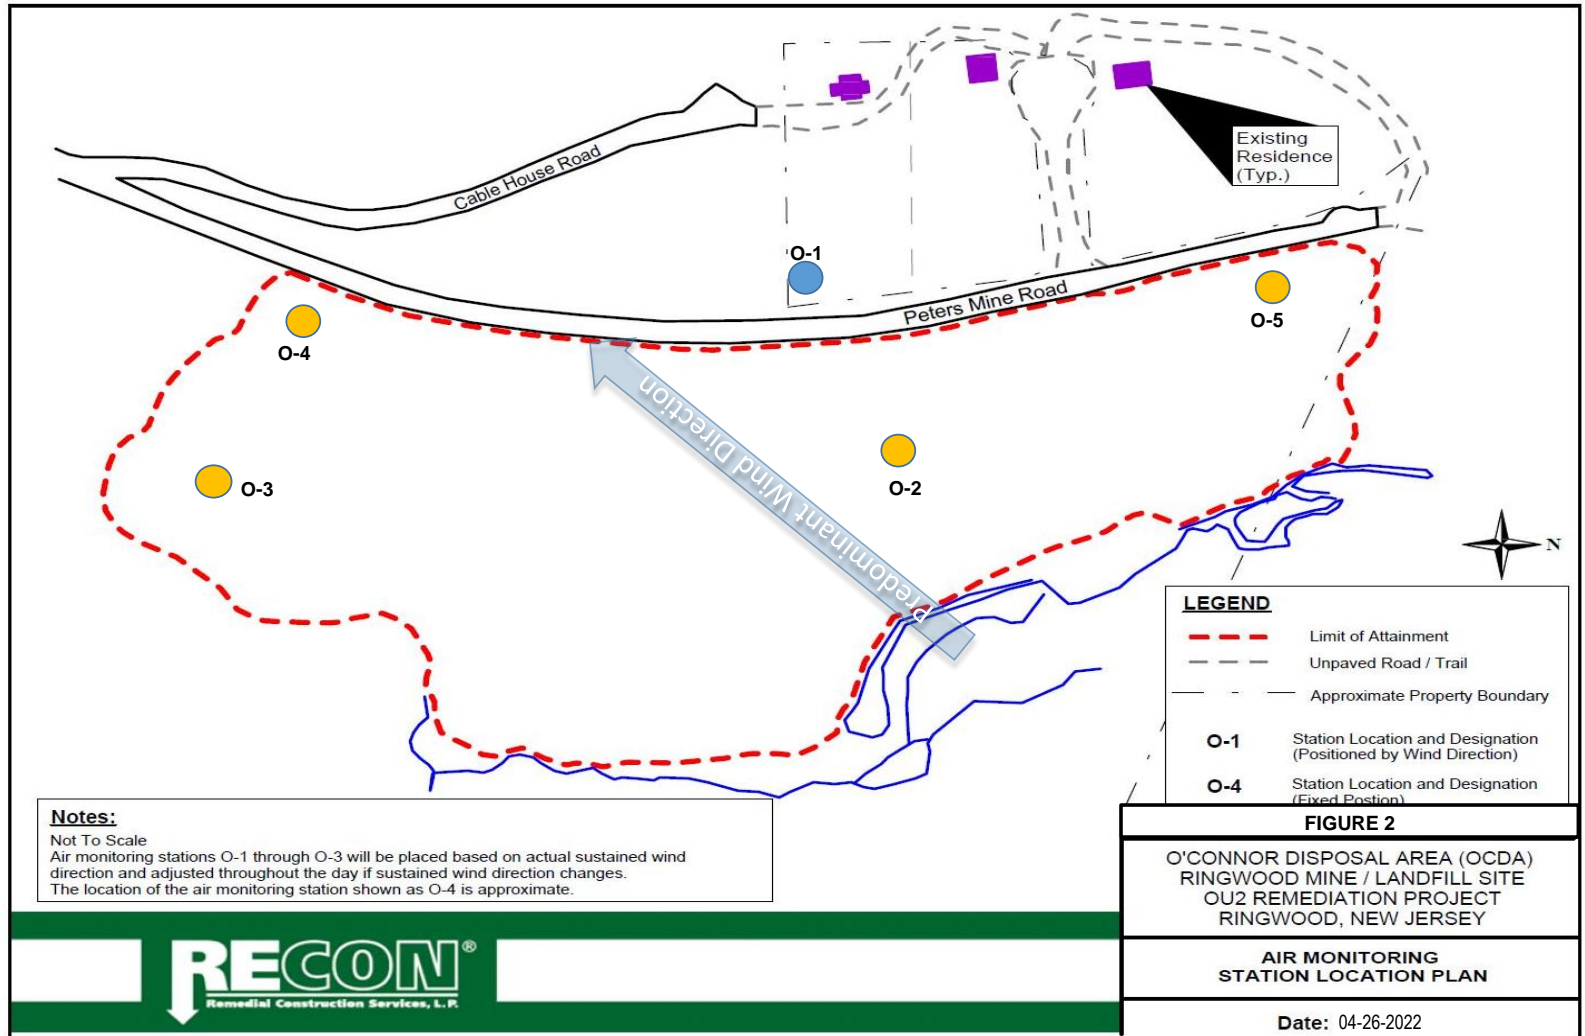 Existing
Residence
(Typ.)
Cable House Road
O-1
Peters Mine Road
O-5
O-4
Predominant Wind Direction
O-3
O-2
N
LEGEND
Limit of Attainment
Unpaved Road / Trail
Approximate Property Boundary
O-1 Station Location and Designation
(Positioned by Wind Direction)
O-4 Station Location and Designation
(Fixed Postion)
Notes:
Not To Scale
Air monitoring stations O-1 through O-3 will be placed based on actual sustained wind
direction and adjusted throughout the day if sustained wind direction changes.
The location of the air monitoring station shown as O-4 is approximate.
FIGURE 2
O'CONNOR DISPOSAL AREA (OCDA)
RINGWOOD MINE / LANDFILL SITE
OU2 REMEDIATION PROJECT
RINGWOOD, NEW JERSEY
AIR MONITORING
STATION LOCATION PLAN
Date: 04-26-2022
RECON®
Remedial Construction Services, L.P.